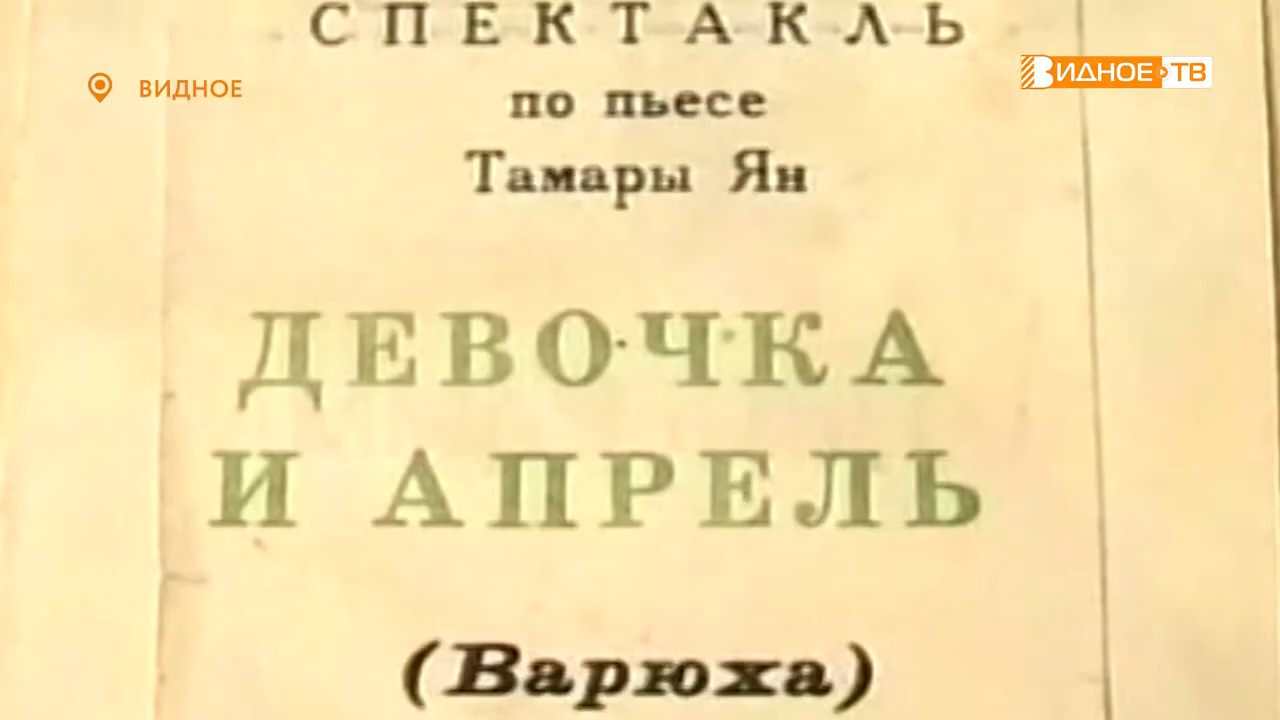 СПЕКТАКЛЬ
ВИДНОЕ
ВИДНОЕ ТВ
по пьесе
Тамары Ян
ДЕВОЧКА
И АПРЕЛЬ
(Варюха)